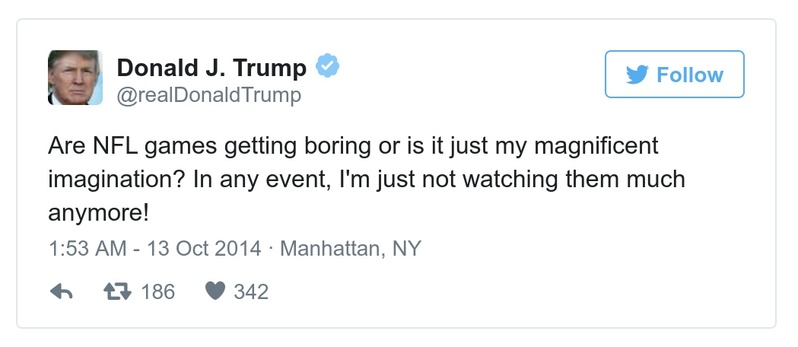 Donald J. Trump
Follow
@realDonaldTrump
Are NFL games getting boring or is it just my magnificent
imagination? In any event, I'm just not watching them much
anymore!
1:53 AM - 13 Oct 2014 · Manhattan, NY
186 342